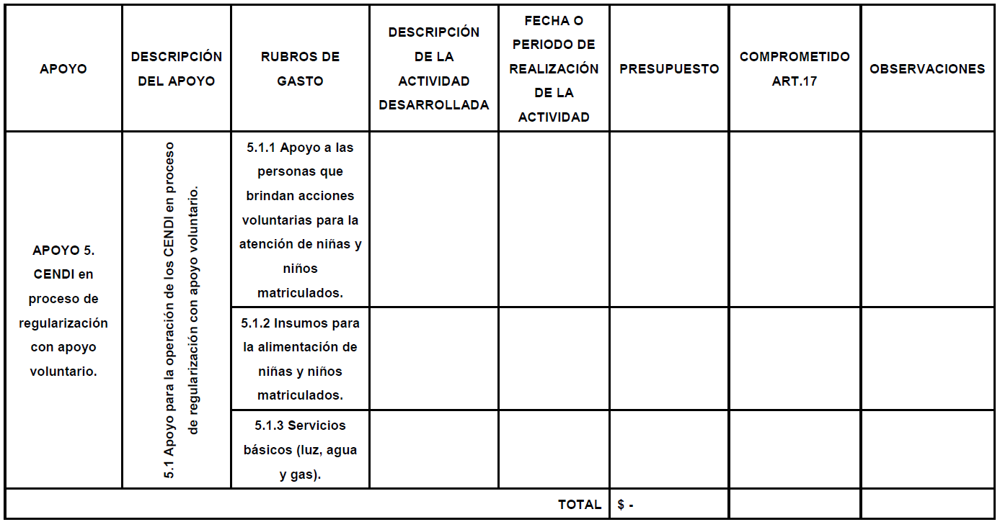 APOYO
DESCRIPCIÓN
DEL APOYO
RUBROS DE
GASTO
DESCRIPCIÓN
DE LA
ACTIVIDAD
DESARROLLADA
FECHA O
PERIODO DE
REALIZACIÓN
DE LA
ACTIVIDAD
PRESUPUESTO
COMPROMETIDO
ART.17
OBSERVACIONES
APOYO 5.
CENDI en
proceso de
regularización
con apoyo
voluntario.
5.1 Apoyo para la operación de los CENDI en proceso
de regularización con apoyo voluntario.
5.1.1 Apoyo a las
personas que
brindan acciones
voluntarias para la
atención de niñas y
niños
matriculados.
5.1.2 Insumos para
la alimentación de
niñas y niños
matriculados.
5.1.3 Servicios
básicos (luz, agua
y gas).
TOTAL
$ -